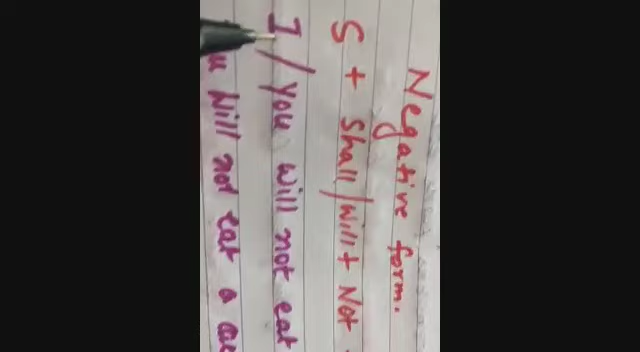 Negative form.
S + Shall/will + Not
I / you will not eat
will not eat a